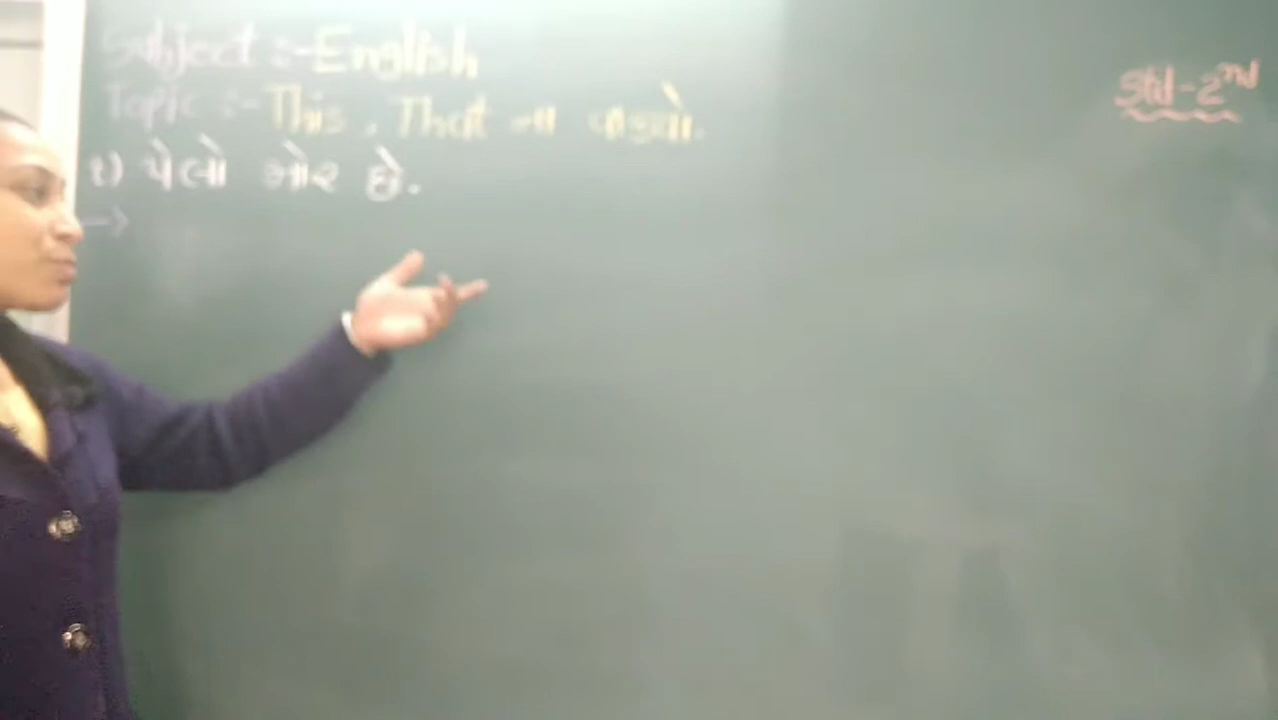 Subject :- English
Std - 2nd
Topic :- This, That ના વાક્યો.
૧) પેલો મોર છે.
→